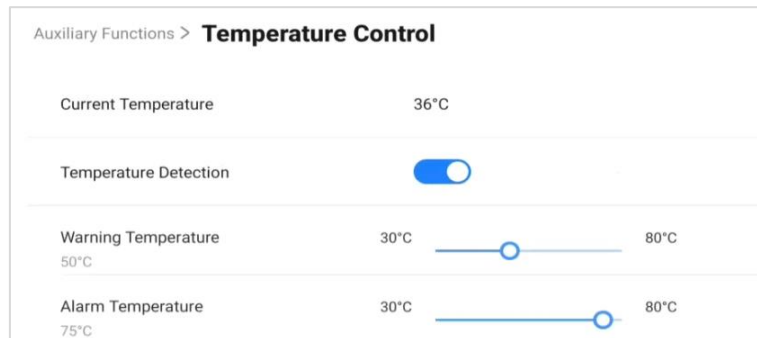 Auxiliary Functions > Temperature Control
Current Temperature 36°C
Temperature Detection
Warning Temperature 30°C 80°C
50°C
Alarm Temperature 30°C 80°C
75°C